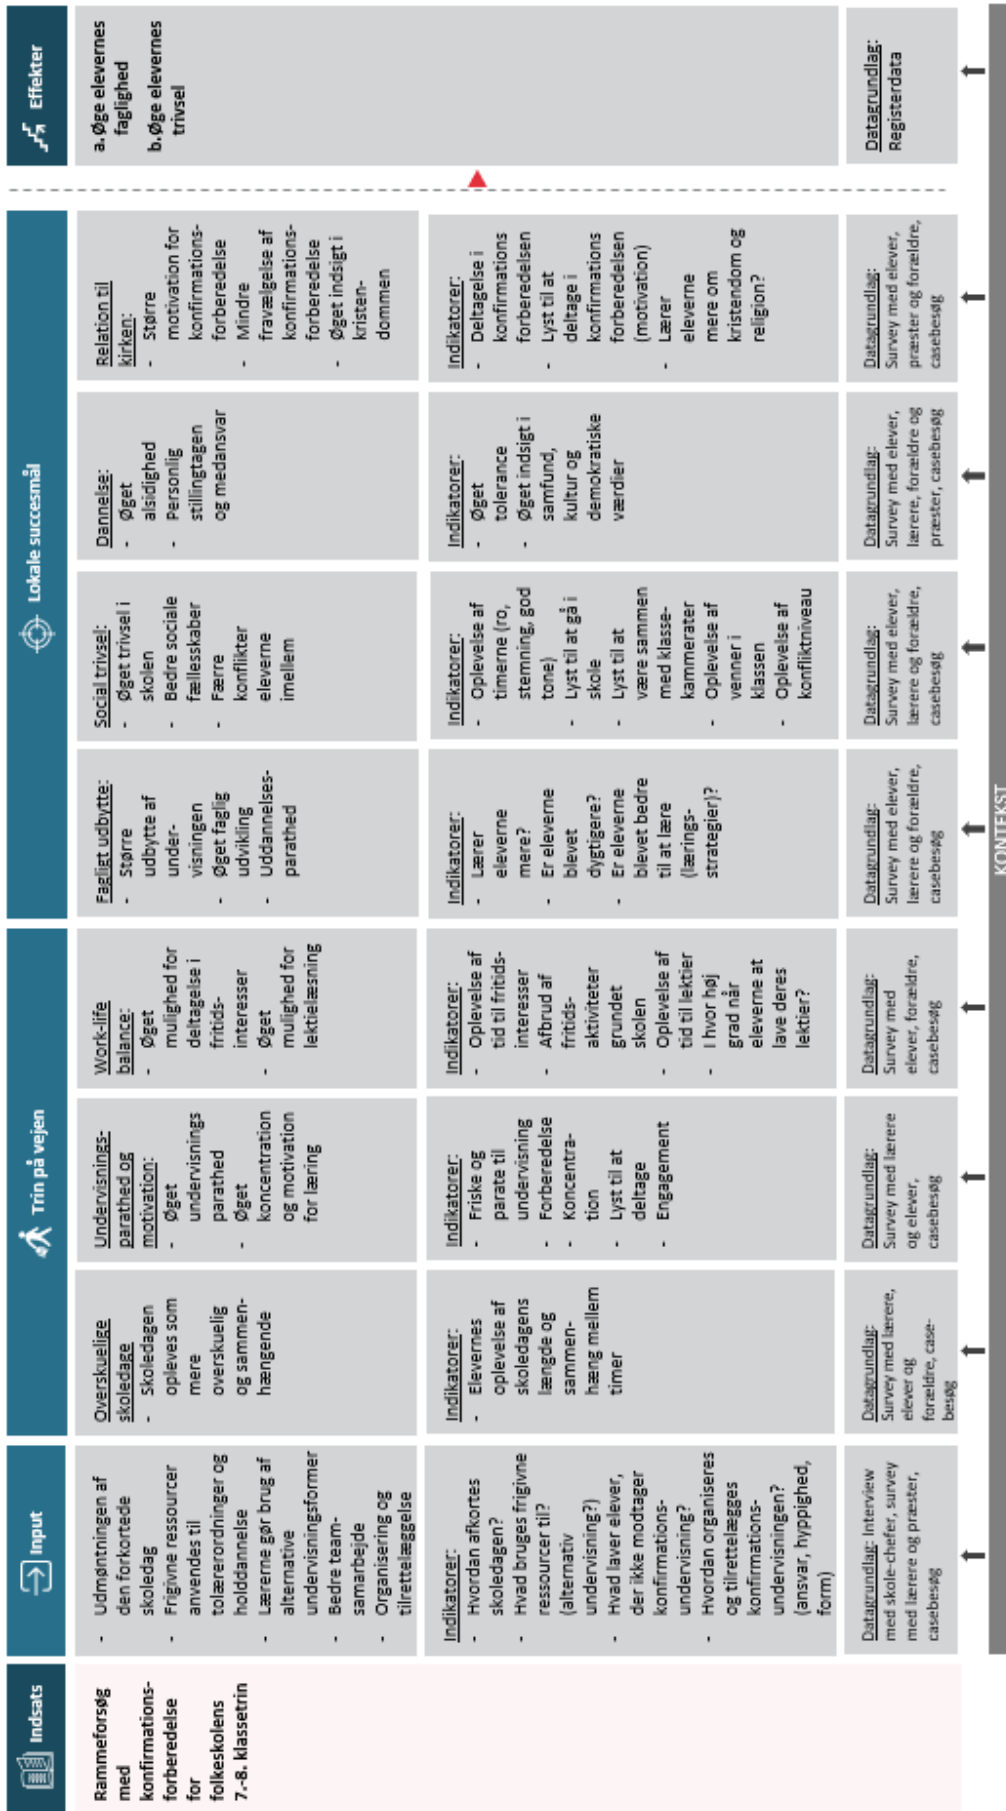 Indsats
Rammeforsøg
med
konfirmations-
forberedelse
for
folkeskolens
7.-8. klassetrin
Input
- Udmøntningen af
den forkortede
skoledag
- Frigivne ressourcer
anvendes til
tolærerordninger og
holddannelse
- Lærerne gør brug af
alternative
undervisningsformer
- Bedre team-
samarbejde
- Organisering og
tilrettelæggelse
Indikatorer:
- Hvordan afkortes
skoledagen?
- Hvad bruges frigivne
ressourcer til?
(alternativ
undervisning?)
- Hvad laver elever,
der ikke modtager
konfirmations-
undervisning?
- Hvordan organiseres
og tilrettelægges
konfirmations-
undervisningen?
(ansvar, hyppighed,
form)
Datagrundlag: Interview
med skole-chefer, survey
med lærere og præster,
casebesøg
Trin på vejen
Overskuelige
skoledage
- Skoledagen
opleves som
mere
overskuelig
og sammen-
hængende
Indikatorer:
- Elevernes
oplevelse af
skoledagens
længde og
sammen-
hæng mellem
timer
Datagrundlag:
Survey med lærere,
elever og
forældre, case-
besøg
Undervisnings-
parathed og
motivation:
- Øget
undervisnings
parathed
- Øget
koncentration
og motivation
for læring
Indikatorer:
- Friske og
parate til
undervisning
- Forberedelse
- Koncentra-
tion
- Lyst til at
deltage
- Engagement
Datagrundlag:
Survey med lærere
og elever,
casebesøg
Work-life
balance:
- Øget
mulighed for
deltagelse i
fritids-
interesser
- Øget
mulighed for
lektielæsning
Indikatorer:
- Oplevelse af
tid til fritids-
interesser
- Afbrud af
fritids-
aktiviteter
grundet
skolen
- Oplevelse af
tid til lektier
- I hvor høj
grad når
eleverne at
lave deres
lektier?
Datagrundlag:
Survey med
elever, forældre,
casebesøg
Lokale succesmål
Fagligt udbytte:
- Større
udbytte af
under-
visningen
- Øget faglig
udvikling
- Uddannelses-
parathed
Indikatorer:
- Lærer
eleverne
mere?
- Er eleverne
blevet
dygtigere?
- Er eleverne
blevet bedre
til at lære
(lærings-
strategier)?
Datagrundlag:
Survey med elever,
lærere og forældre,
casebesøg
Social trivsel:
- Øget trivsel i
skolen
- Bedre sociale
fællesskaber
- Færre
konflikter
eleverne
imellem
Indikatorer:
- Oplevelse af
timerne (ro,
stemning, god
tone)
- Lyst til at gå i
skole
- Lyst til at
være sammen
med klasse-
kammerater
- Oplevelse af
venner i
klassen
- Oplevelse af
konfliktniveau
Datagrundlag:
Survey med elever,
lærere og forældre,
casebesøg
Dannelse:
- Øget
alsidighed
- Personlig
stillingtagen
og medansvar
Indikatorer:
- Øget
tolerance
- Øget indsigt i
samfund,
kultur og
demokratiske
værdier
Datagrundlag:
Survey med elever,
lærere, forældre og
præster, casebesøg
Relation til
kirken:
- Større
motivation for
konfirmations-
forberedelse
- Mindre
fravælgelse af
konfirmations-
forberedelse
- Øget indsigt i
kristen-
dommen
Indikatorer:
- Deltagelse i
konfirmations
forberedelsen
- Lyst til at
deltage i
konfirmations
forberedelsen
(motivation)
- Lærer
eleverne
mere om
kristendom og
religion?
Datagrundlag:
Survey med elever,
præster og forældre,
casebesøg
Effekter
a. Øge elevernes
faglighed
b. Øge elevernes
trivsel
Datagrundlag:
Registerdata
KONTEKST